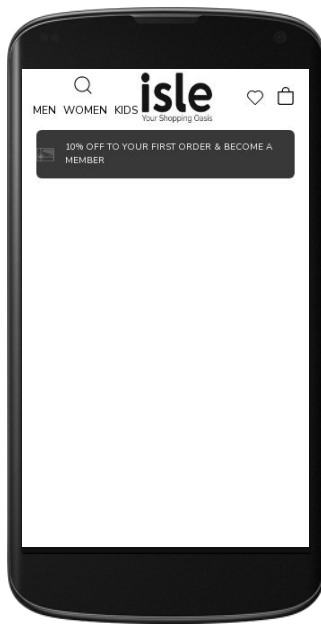 isle
Your Shopping Oasis
MEN WOMEN KIDS
10% OFF TO YOUR FIRST ORDER & BECOME A
MEMBER